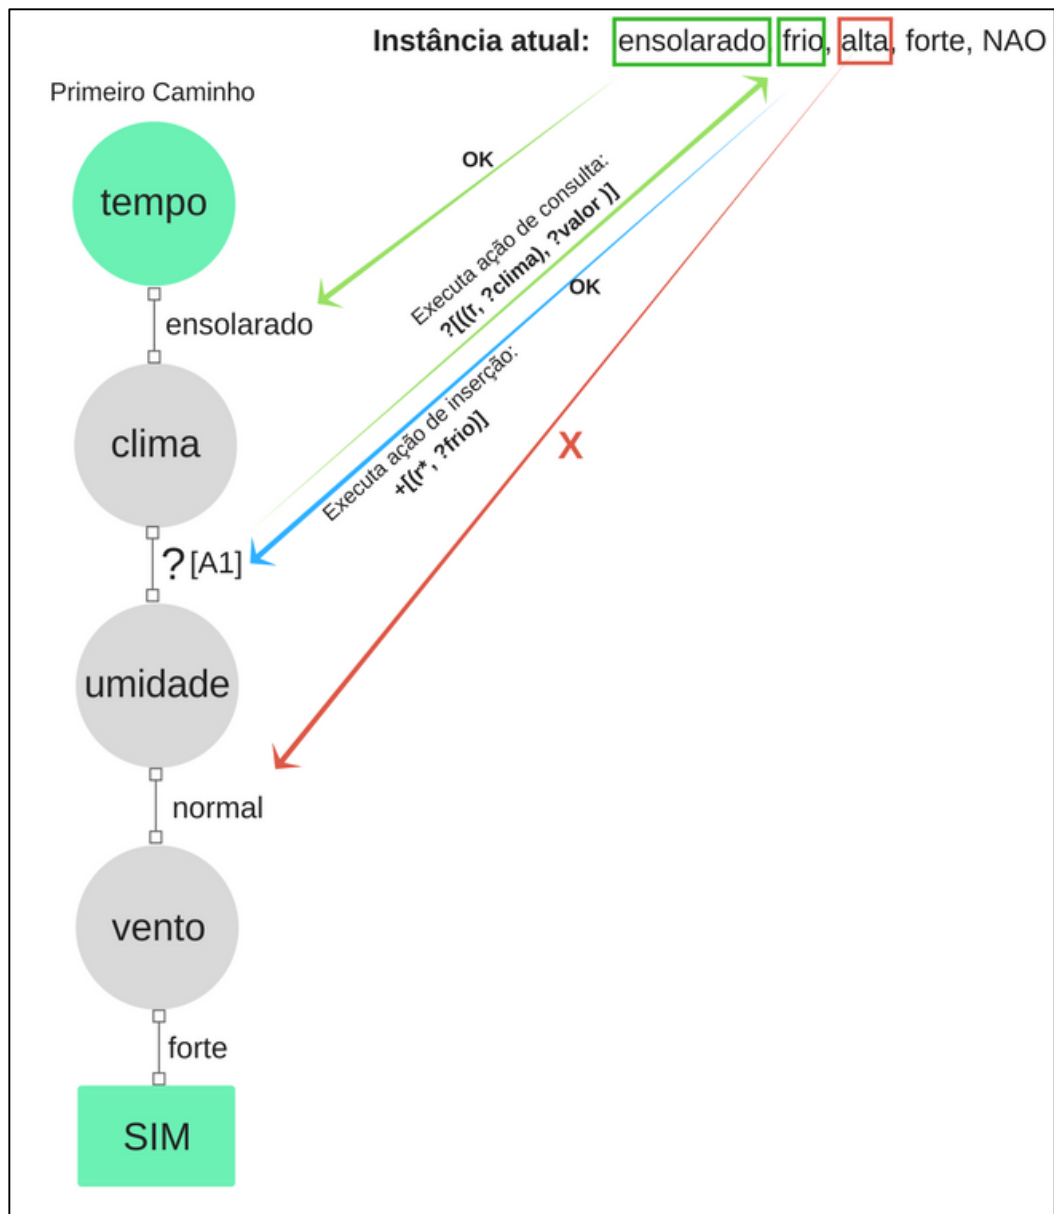 Instância atual: ensolarado, frio, alta, forte, NAO
Primeiro Caminho
tempo
OK
Executa ação de consulta:
?[((r, ?clima), ?valor )]
OK
ensolarado
clima
Executa ação de inserção:
+[(r*, ?frio)]
X
? [A1]
umidade
normal
vento
forte
SIM